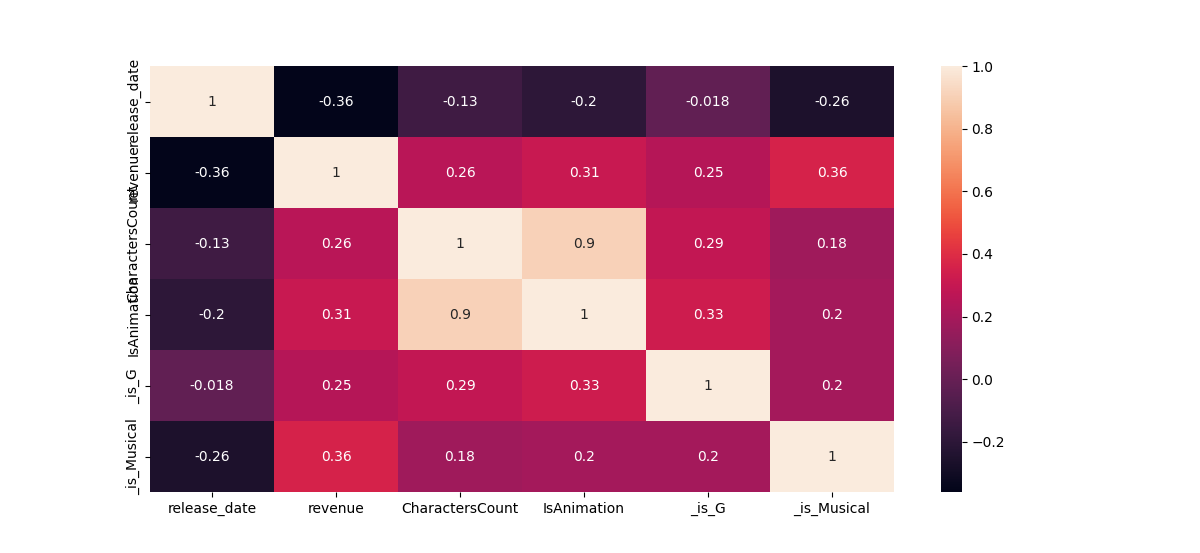 release_date 1 -0.36 -0.13 -0.2 -0.018 -0.26
revenue -0.36 1 0.26 0.31 0.25 0.36
CharactersCount -0.13 0.26 1 0.9 0.29 0.18
IsAnimation -0.2 0.31 0.9 1 0.33 0.2
_is_G -0.018 0.25 0.29 0.33 1 0.2
_is_Musical -0.26 0.36 0.18 0.2 0.2 1
release_date revenue CharactersCount IsAnimation _is_G _is_Musical
1.0
0.8
0.6
0.4
0.2
0.0
−0.2